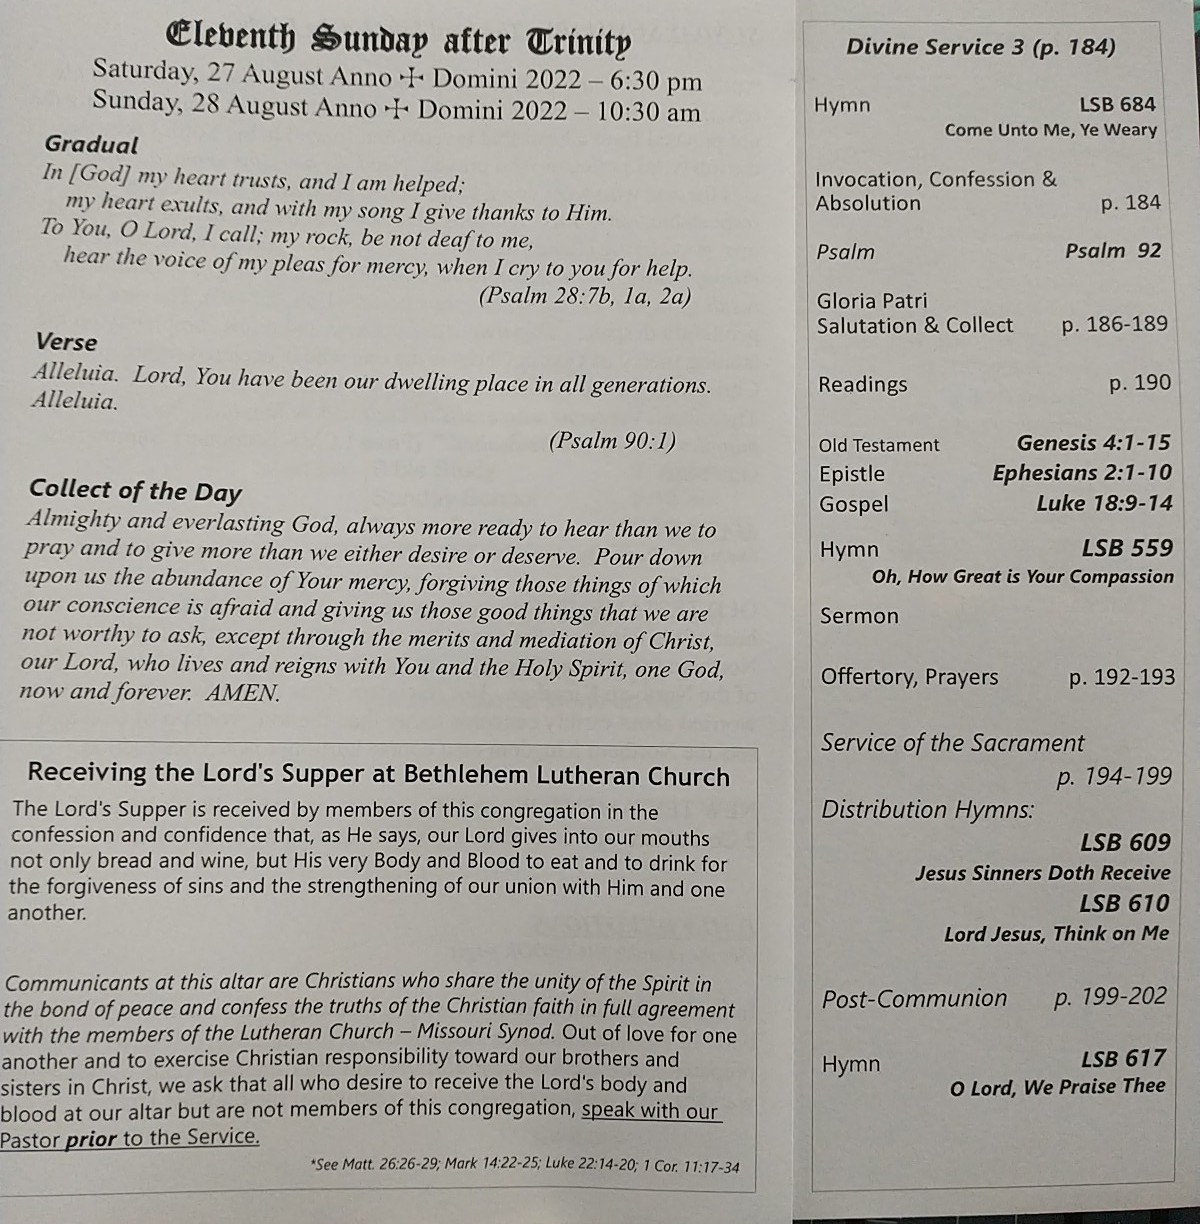 Eleventh Sunday after Trinity
Saturday, 27 August Anno ☩ Domini 2022 – 6:30 pm
Sunday, 28 August Anno ☩ Domini 2022 – 10:30 am
Gradual
In [God] my heart trusts, and I am helped;
my heart exults, and with my song I give thanks to Him.
To You, O Lord, I call; my rock, be not deaf to me,
hear the voice of my pleas for mercy, when I cry to you for help.
(Psalm 28:7b, 1a, 2a)
Verse
Alleluia. Lord, You have been our dwelling place in all generations.
Alleluia.
(Psalm 90:1)
Collect of the Day
Almighty and everlasting God, always more ready to hear than we to
pray and to give more than we either desire or deserve. Pour down
upon us the abundance of Your mercy, forgiving those things of which
our conscience is afraid and giving us those good things that we are
not worthy to ask, except through the merits and mediation of Christ,
our Lord, who lives and reigns with You and the Holy Spirit, one God,
now and forever. AMEN.
Receiving the Lord's Supper at Bethlehem Lutheran Church
The Lord's Supper is received by members of this congregation in the
confession and confidence that, as He says, our Lord gives into our mouths
not only bread and wine, but His very Body and Blood to eat and to drink for
the forgiveness of sins and the strengthening of our union with Him and one
another.
Communicants at this altar are Christians who share the unity of the Spirit in
the bond of peace and confess the truths of the Christian faith in full agreement
with the members of the Lutheran Church – Missouri Synod. Out of love for one
another and to exercise Christian responsibility toward our brothers and
sisters in Christ, we ask that all who desire to receive the Lord's body and
blood at our altar but are not members of this congregation, speak with our
Pastor prior to the Service.
*See Matt. 26:26-29; Mark 14:22-25; Luke 22:14-20; 1 Cor. 11:17-34
Divine Service 3 (p. 184)
Hymn LSB 684
Come Unto Me, Ye Weary
Invocation, Confession &
Absolution p. 184
Psalm Psalm 92
Gloria Patri
Salutation & Collect p. 186-189
Readings p. 190
Old Testament Genesis 4:1-15
Epistle Ephesians 2:1-10
Gospel Luke 18:9-14
Hymn LSB 559
Oh, How Great is Your Compassion
Sermon
Offertory, Prayers p. 192-193
Service of the Sacrament
p. 194-199
Distribution Hymns:
LSB 609
Jesus Sinners Doth Receive
LSB 610
Lord Jesus, Think on Me
Post-Communion p. 199-202
Hymn LSB 617
O Lord, We Praise Thee